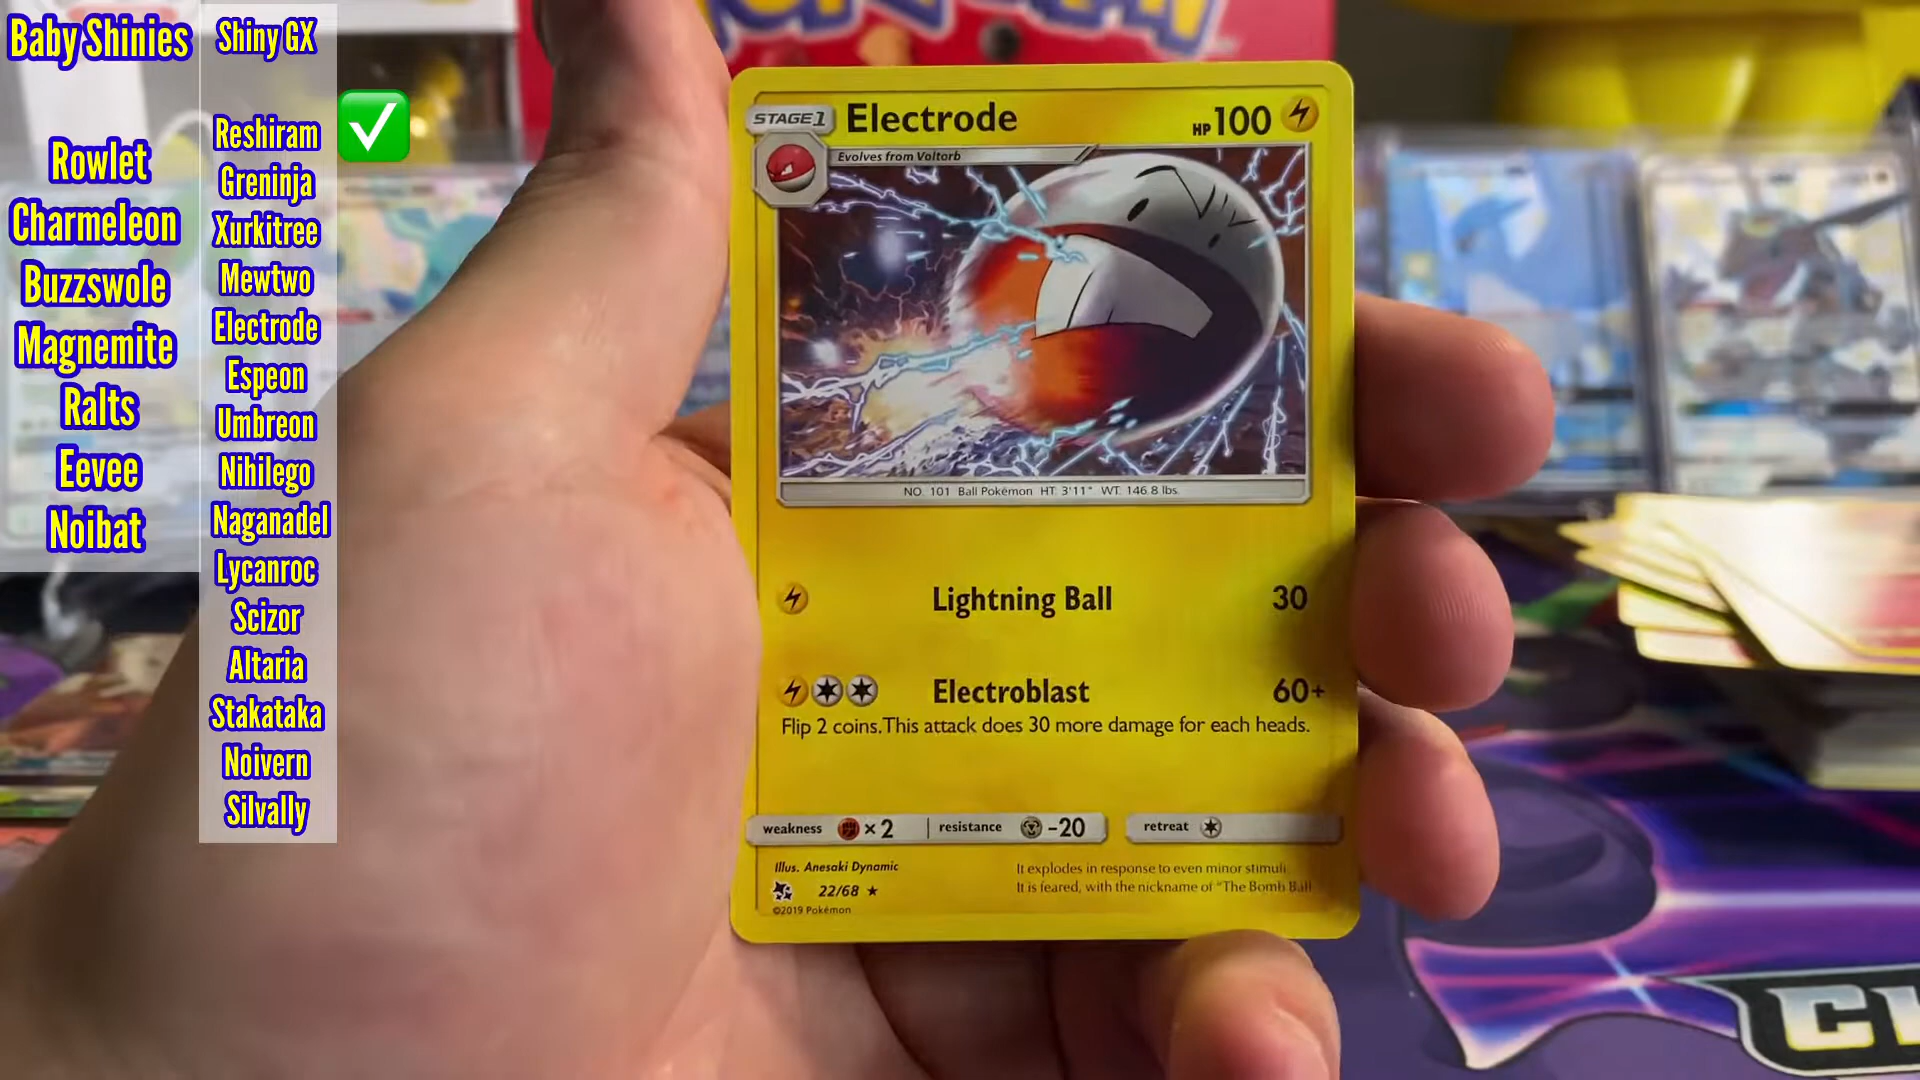 Baby Shinies
Rowlet
Charmeleon
Buzzswole
Magnemite
Ralts
Eevee
Noibat
Shiny GX
Reshiram
Greninja
Xurkitree
Mewtwo
Electrode
Espeon
Umbreon
Nihilego
Naganadel
Lycanroc
Scizor
Altaria
Stakataka
Noivern
Silvally
STAGE 1 Electrode HP 100
Evolves from Voltorb
NO. 101 Ball Pokémon HT: 3'11" WT: 146.8 lbs.
Lightning Ball 30
Electroblast 60+
Flip 2 coins. This attack does 30 more damage for each heads.
weakness ×2 resistance -20 retreat
Illus. Anesaki Dynamic
22/68
©2019 Pokémon
It explodes in response to even minor stimuli.
It is feared, with the nickname of "The Bomb Ball